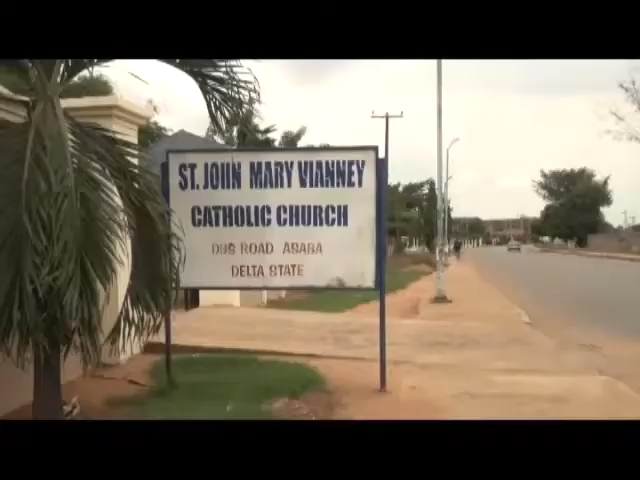 ST. JOHN MARY VIANNEY
CATHOLIC CHURCH
DBS ROAD ASABA
DELTA STATE